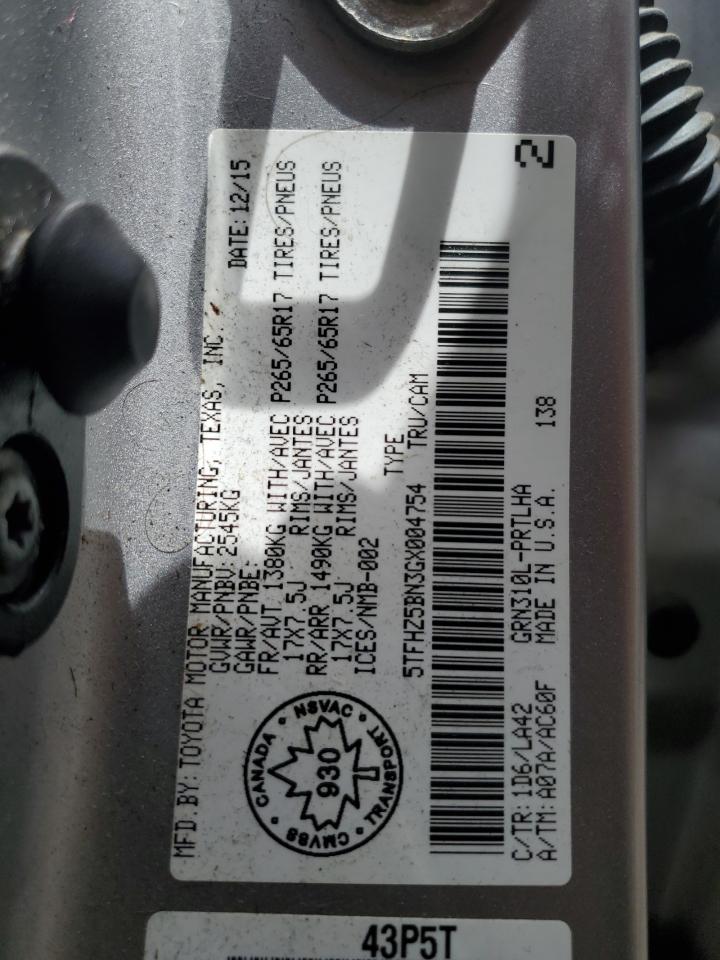 MFD. BY: TOYOTA MOTOR MANUFACTURING, TEXAS, INC.
GVWR/PNBV: 2545KG DATE: 12/15
GAWR/PNBE:
FR/AVT 1380KG WITH/AVEC P265/65R17 TIRES/PNEUS
17X7.5J RIMS/JANTES
RR/ARR 1490KG WITH/AVEC P265/65R17 TIRES/PNEUS
17X7.5J RIMS/JANTES
ICES/NMB-002
TYPE
5TFHZ5BN3GX004754 TRU/CAM
CANADA • NSVAC • TRANSPORT • CMVSS •
930
C/TR: 1D6/LA42 GRN310L-PRTLHA 138
A/TM: A07A/AC60F MADE IN U.S.A.
2
43P5T